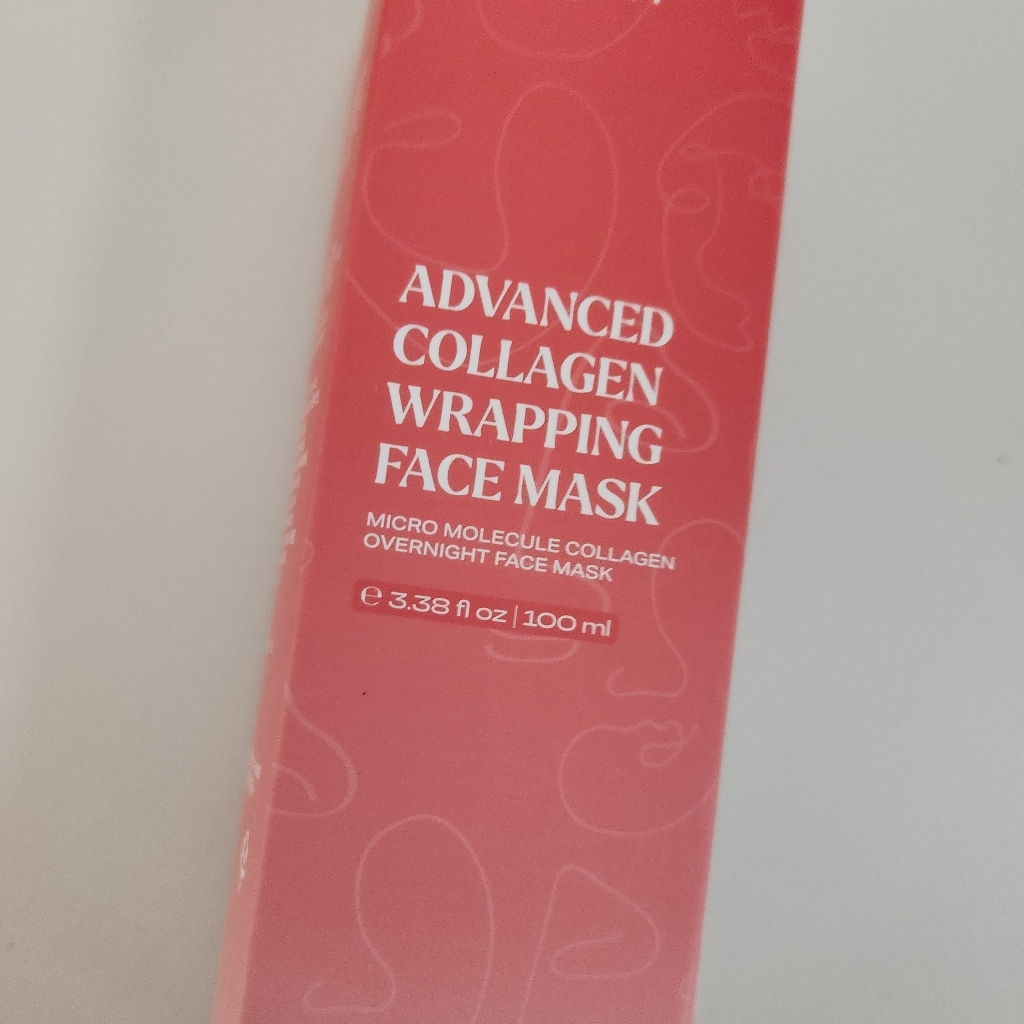 ADVANCED
COLLAGEN
WRAPPING
FACE MASK
MICRO MOLECULE COLLAGEN
OVERNIGHT FACE MASK
℮ 3.38 fl oz | 100 ml